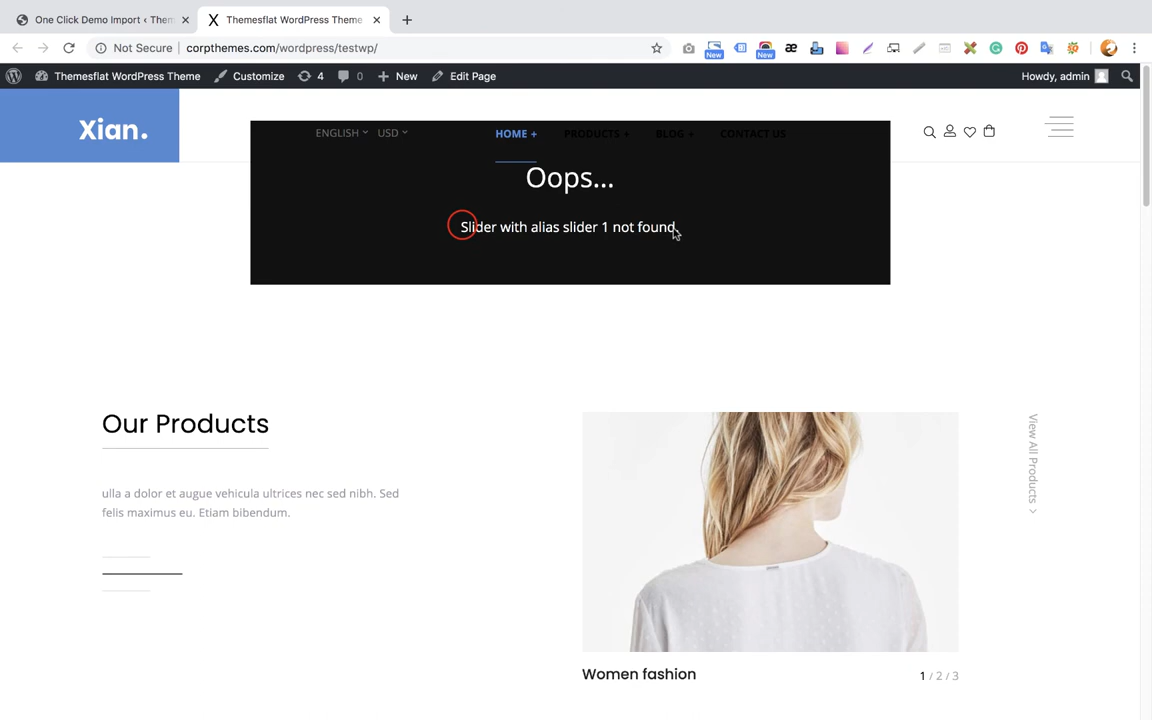 One Click Demo Import ‹ Them
Themesflat WordPress Theme
Not Secure | corpthemes.com/wordpress/testwp/
New
New
Themesflat WordPress Theme Customize 4 0 New Edit Page Howdy, admin
Xian.
ENGLISH USD HOME + PRODUCTS + BLOG + CONTACT US
Oops...
Slider with alias slider 1 not found.
Our Products
ulla a dolor et augue vehicula ultrices nec sed nibh. Sed
felis maximus eu. Etiam bibendum.
View All Products >
Women fashion
1 / 2 / 3